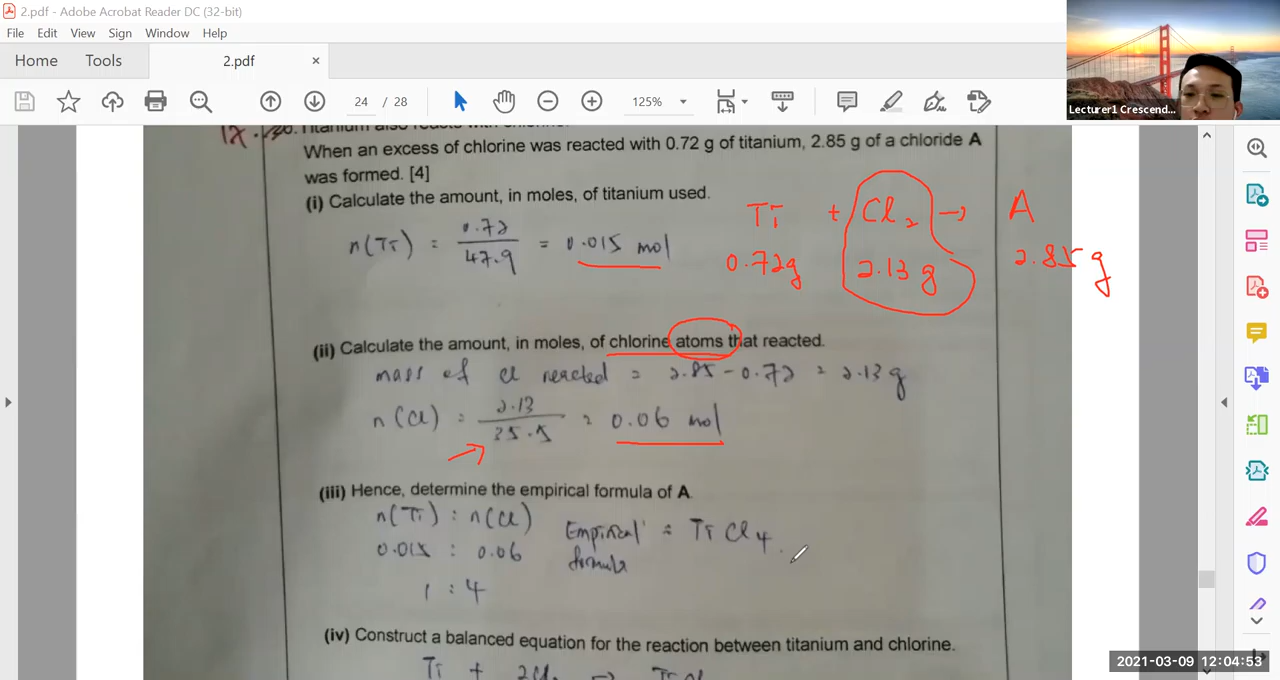 2.pdf - Adobe Acrobat Reader DC (32-bit)
File Edit View Sign Window Help
Home Tools 2.pdf ×
24 / 28 125%
Lecturer1 Crescend...
When an excess of chlorine was reacted with 0.72 g of titanium, 2.85 g of a chloride A
was formed. [4]
(i) Calculate the amount, in moles, of titanium used.
n(Ti) = 0.72 / 47.9 = 0.015 mol
Ti + Cl2 → A
0.72g 2.13 g 2.85 g
(ii) Calculate the amount, in moles, of chlorine atoms that reacted.
mass of Cl reacted = 2.85 - 0.72 = 2.13 g
n(Cl) = 2.13 / 35.5 = 0.06 mol
(iii) Hence, determine the empirical formula of A.
n(Ti) : n(Cl)
0.015 : 0.06
1 : 4
Empirical formula = TiCl4
(iv) Construct a balanced equation for the reaction between titanium and chlorine.
Ti + 2Cl2 →
2021-03-09 12:04:53